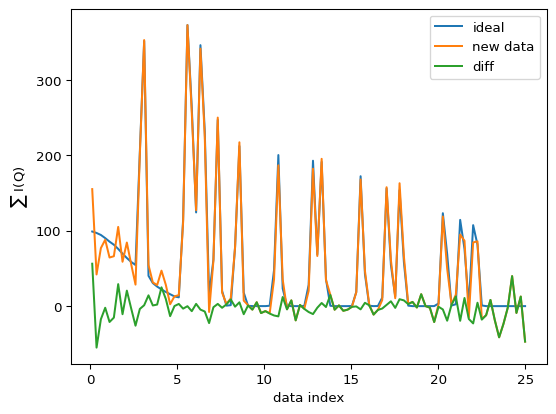 ideal
new data
diff
∑ I(Q)
300
200
100
0
0 5 10 15 20 25
data index